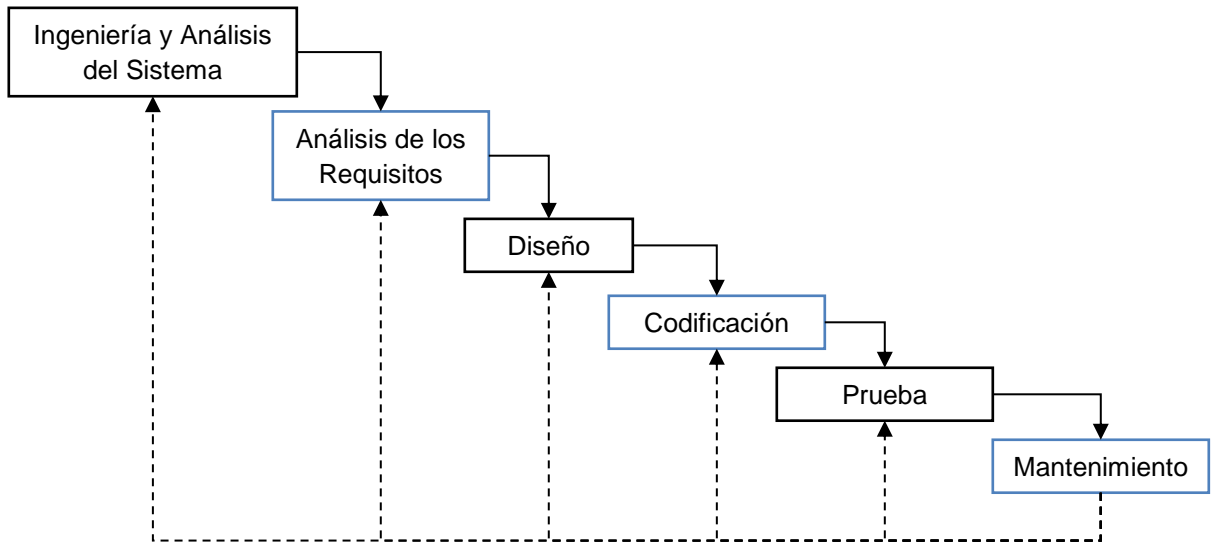 Ingeniería y Análisis
del Sistema
Análisis de los
Requisitos
Diseño
Codificación
Prueba
Mantenimiento